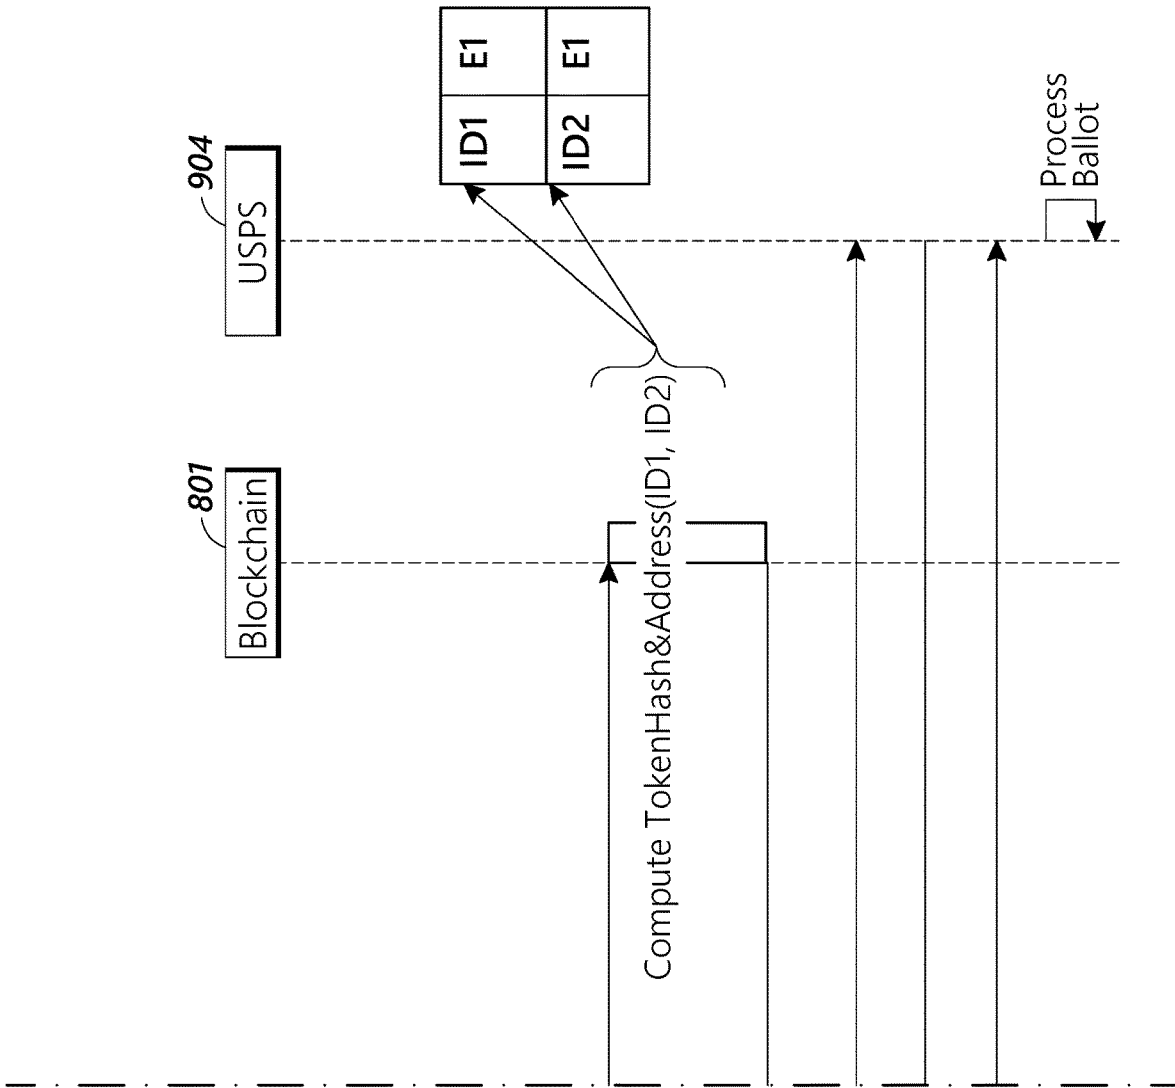 801
Blockchain
904
USPS
ID1 E1
ID2 E1
Compute TokenHash&Address(ID1, ID2)
Process
Ballot